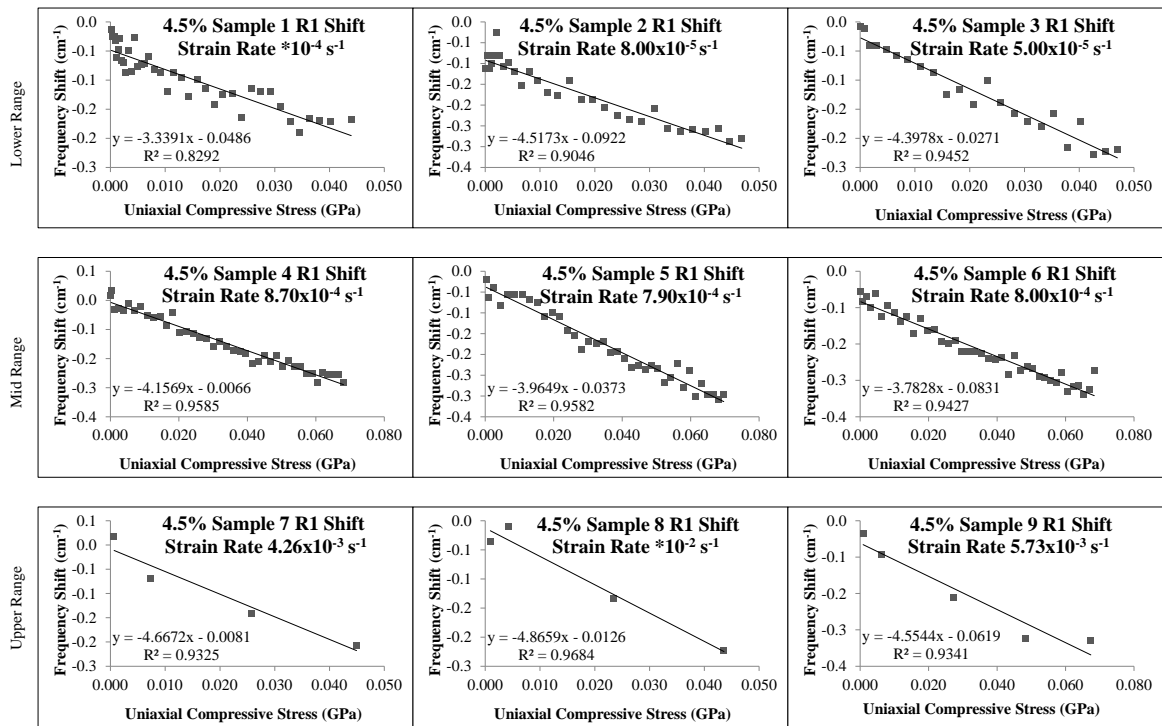 Lower Range
4.5% Sample 1 R1 Shift
Strain Rate *10-4 s-1
Frequency Shift (cm-1)
0.0
-0.1
-0.1
-0.2
-0.2
-0.3
y = -3.3391x - 0.0486
R² = 0.8292
0.000 0.010 0.020 0.030 0.040 0.050
Uniaxial Compressive Stress (GPa)
4.5% Sample 2 R1 Shift
Strain Rate 8.00x10-5 s-1
Frequency Shift (cm-1)
0.0
-0.1
-0.1
-0.2
-0.2
-0.3
-0.3
-0.4
y = -4.5173x - 0.0922
R² = 0.9046
0.000 0.010 0.020 0.030 0.040 0.050
Uniaxial Compressive Stress (GPa)
4.5% Sample 3 R1 Shift
Strain Rate 5.00x10-5 s-1
Frequency Shift (cm-1)
0.0
-0.1
-0.1
-0.2
-0.2
-0.3
y = -4.3978x - 0.0271
R² = 0.9452
0.000 0.010 0.020 0.030 0.040 0.050
Uniaxial Compressive Stress (GPa)
Mid Range
4.5% Sample 4 R1 Shift
Strain Rate 8.70x10-4 s-1
Frequency Shift (cm-1)
0.1
0.0
-0.1
-0.2
-0.3
-0.4
y = -4.1569x - 0.0066
R² = 0.9585
0.000 0.020 0.040 0.060 0.080
Uniaxial Compressive Stress (GPa)
4.5% Sample 5 R1 Shift
Strain Rate 7.90x10-4 s-1
Frequency Shift (cm-1)
0.0
-0.1
-0.1
-0.2
-0.2
-0.3
-0.3
-0.4
y = -3.9649x - 0.0373
R² = 0.9582
0.000 0.020 0.040 0.060 0.080
Uniaxial Compressive Stress (GPa)
4.5% Sample 6 R1 Shift
Strain Rate 8.00x10-4 s-1
Frequency Shift (cm-1)
0.0
-0.1
-0.2
-0.3
-0.4
y = -3.7828x - 0.0831
R² = 0.9427
0.000 0.020 0.040 0.060 0.080
Uniaxial Compressive Stress (GPa)
Upper Range
4.5% Sample 7 R1 Shift
Strain Rate 4.26x10-3 s-1
Frequency Shift (cm-1)
0.1
0.0
-0.1
-0.1
-0.2
-0.3
y = -4.6672x - 0.0081
R² = 0.9325
0.000 0.010 0.020 0.030 0.040 0.050
Uniaxial Compressive Stress (GPa)
4.5% Sample 8 R1 Shift
Strain Rate *10-2 s-1
Frequency Shift (cm-1)
0.0
-0.1
-0.1
-0.2
-0.2
-0.3
y = -4.8659x - 0.0126
R² = 0.9684
0.000 0.010 0.020 0.030 0.040 0.050
Uniaxial Compressive Stress (GPa)
4.5% Sample 9 R1 Shift
Strain Rate 5.73x10-3 s-1
Frequency Shift (cm-1)
0.0
-0.1
-0.2
-0.3
-0.4
y = -4.5544x - 0.0619
R² = 0.9341
0.000 0.020 0.040 0.060 0.080
Uniaxial Compressive Stress (GPa)